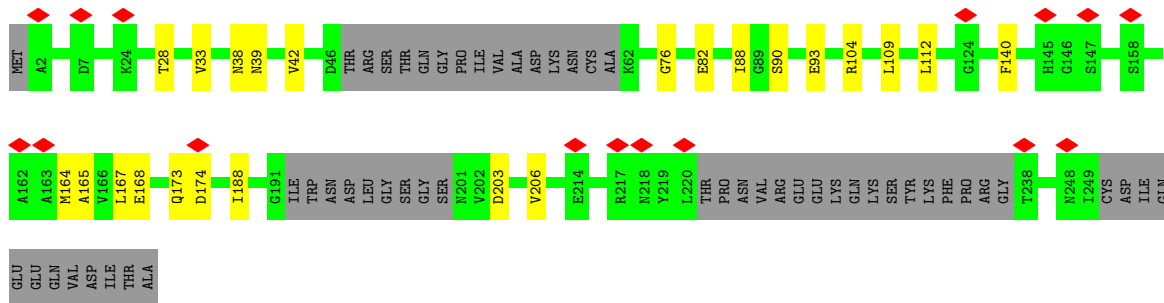 MET A2 D7 K24 T28 V33 N38 N39 V42 D46 THR ARG SER THR GLN GLY PRO ILE VAL ALA ASP LYS ASN CYS ALA K62 G76 E82 I88 G89 S90 E93 R104 L109 L112 G124 F140 H145 G146 S147 S158
A162 A163 M164 A165 V166 L167 E168 Q173 D174 I188 G191 ILE TRP ASN ASP LEU GLY SER GLY SER N201 V202 D203 V206 E214 R217 N218 Y219 L220 THR PRO ASN VAL ARG GLU GLU LYS GLN LYS SER TYR LYS PHE PRO ARG GLY T238 N248 I249 CYS ASP ILE GLN
GLU GLU GLN VAL ASP ILE THR ALA